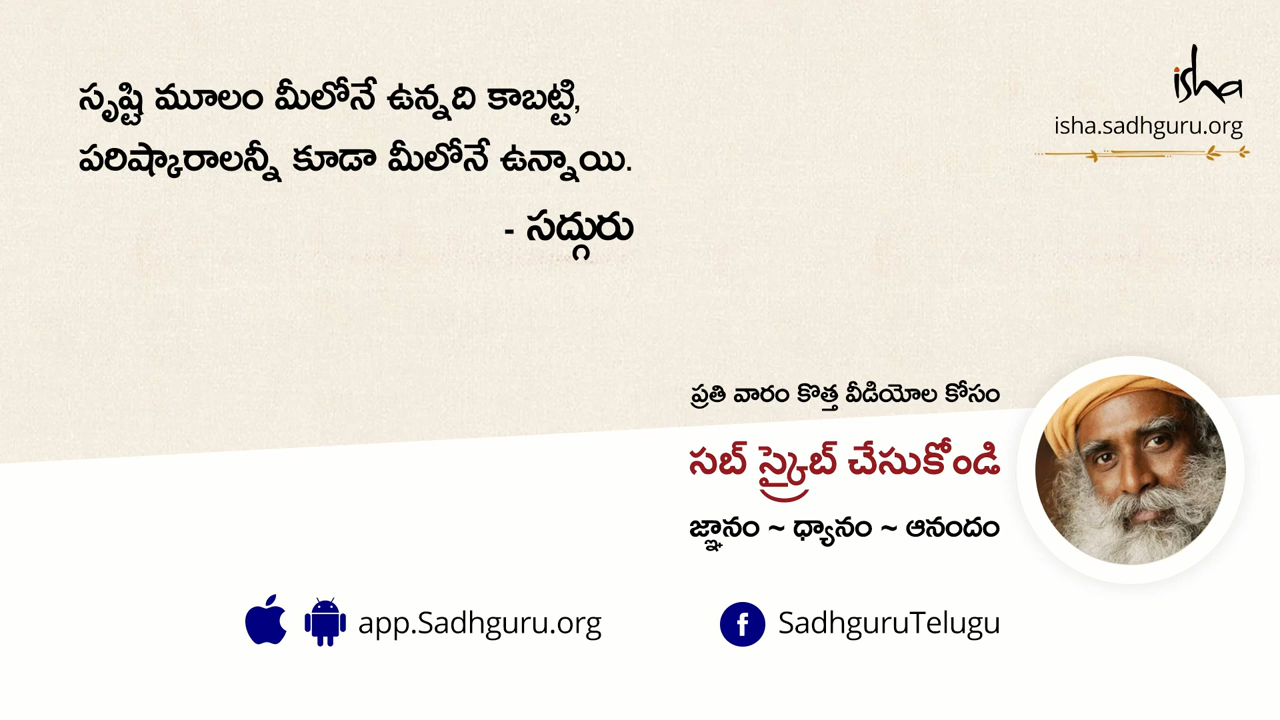 సృష్టి మూలం మీలోనే ఉన్నది కాబట్టి,
పరిష్కారాలన్నీ కూడా మీలోనే ఉన్నాయి.
- సద్గురు
isha
isha.sadhguru.org
ప్రతి వారం కొత్త వీడియోల కోసం
సబ్ స్క్రైబ్ చేసుకోండి
జ్ఞానం ~ ధ్యానం ~ ఆనందం
app.Sadhguru.org
SadhguruTelugu